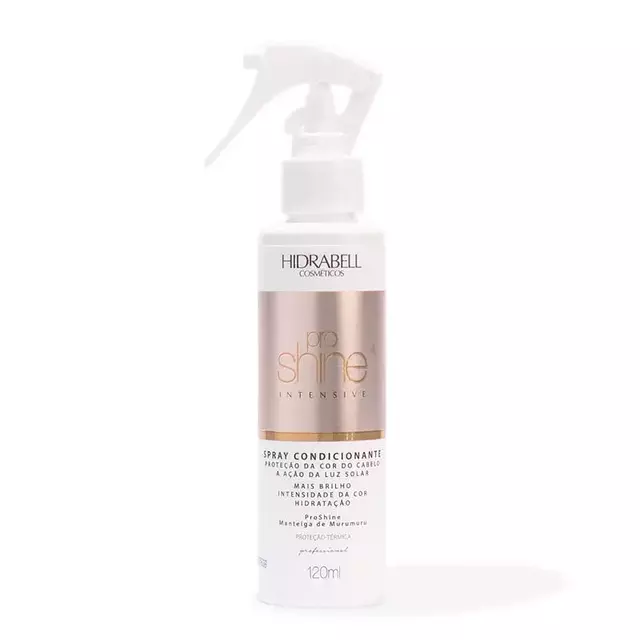 HIDRABELL
COSMÉTICOS
pro
shine
INTENSIVE
SPRAY CONDICIONANTE
PROTEÇÃO DA COR DO CABELO
A AÇÃO DA LUZ SOLAR
MAIS BRILHO
INTENSIDADE DA COR
HIDRATAÇÃO
ProShine
Manteiga de Murumuru
PROTEÇÃO TÉRMICA
professional
120ml